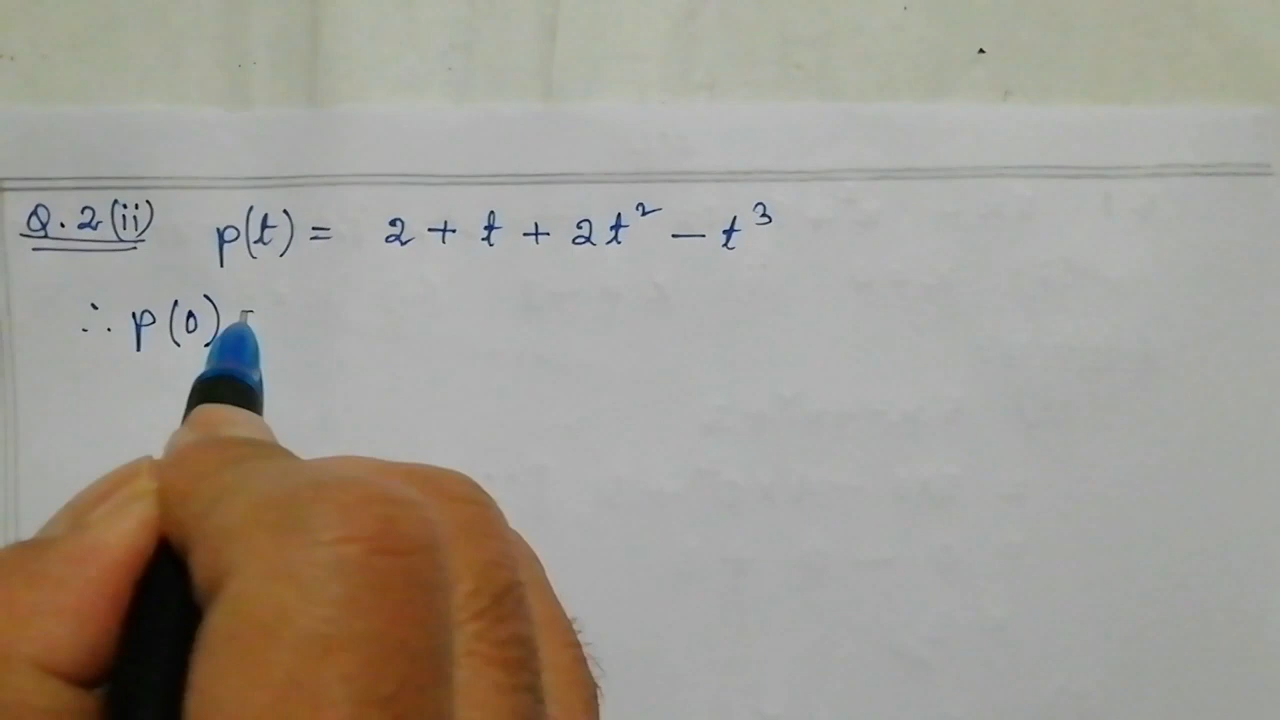 Q. 2 (ii) p(t) = 2 + t + 2t² − t³
∴ p(0) =